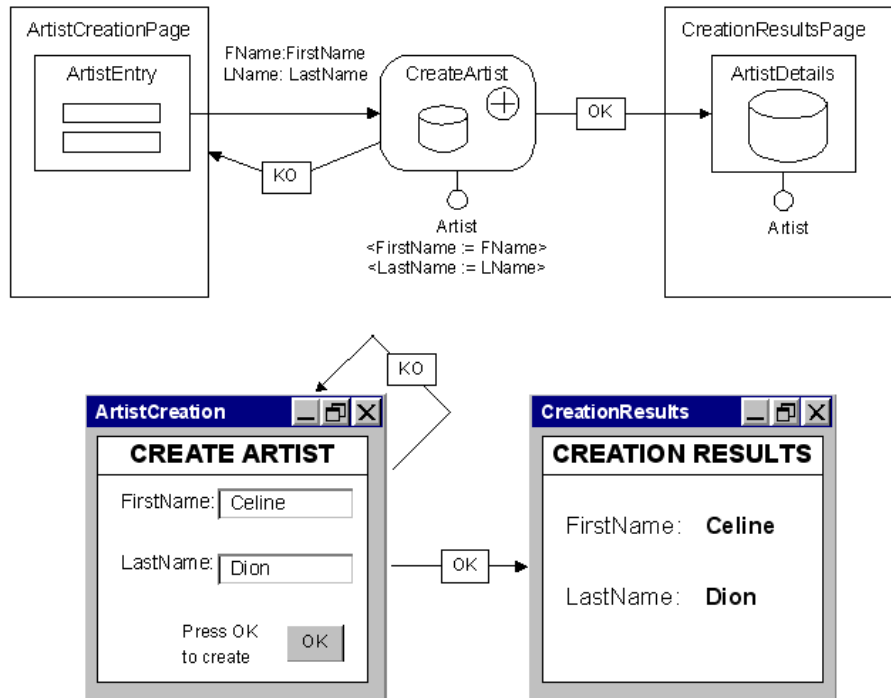 ArtistCreationPage
ArtistEntry
FName:FirstName
LName: LastName
KO
CreateArtist
Artist
<FirstName := FName>
<LastName := LName>
OK
CreationResultsPage
ArtistDetails
Artist
KO
ArtistCreation
CREATE ARTIST
FirstName: Celine
LastName: Dion
Press OK
to create
OK
OK
CreationResults
CREATION RESULTS
FirstName: Celine
LastName: Dion